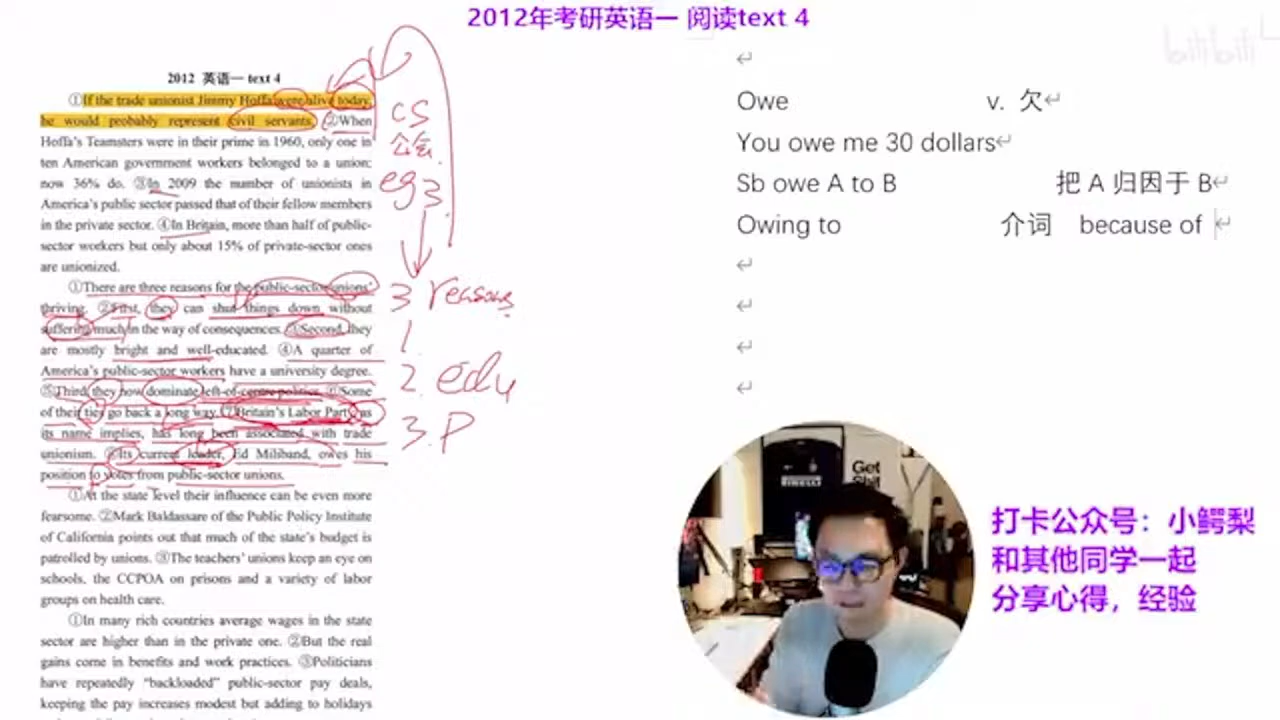 2012年考研英语一 阅读text 4
bilibili
2012 英语一 text 4
①If the trade unionist Jimmy Hoffa were alive today,
he would probably represent civil servants. ②When
Hoffa's Teamsters were in their prime in 1960, only one in
ten American government workers belonged to a union;
now 36% do. ③In 2009 the number of unionists in
America's public sector passed that of their fellow members
in the private sector. ④In Britain, more than half of public-
sector workers but only about 15% of private-sector ones
are unionized.
①There are three reasons for the public-sector unions'
thriving. ②First, they can shut things down without
suffering much in the way of consequences. ③Second, they
are mostly bright and well-educated. ④A quarter of
America's public-sector workers have a university degree.
⑤Third, they now dominate left-of-centre politics. ⑥Some
of their ties go back a long way. ⑦Britain's Labor Party, as
its name implies, has long been associated with trade
unionism. ⑧Its current leader, Ed Miliband, owes his
position to votes from public-sector unions.
①At the state level their influence can be even more
fearsome. ②Mark Baldassare of the Public Policy Institute
of California points out that much of the state's budget is
patrolled by unions. ③The teachers' unions keep an eye on
schools, the CCPOA on prisons and a variety of labor
groups on health care.
①In many rich countries average wages in the state
sector are higher than in the private one. ②But the real
gains come in benefits and work practices. ③Politicians
have repeatedly “backloaded” public-sector pay deals,
keeping the pay increases modest but adding to holidays
CS
公会
eg 3.
3 reasons
1
2. edu
3. P
Owe v. 欠
You owe me 30 dollars
Sb owe A to B 把 A 归因于 B
Owing to 介词 because of
PIRELLI
Get
Shit
打卡公众号：小鳄梨
和其他同学一起
分享心得，经验